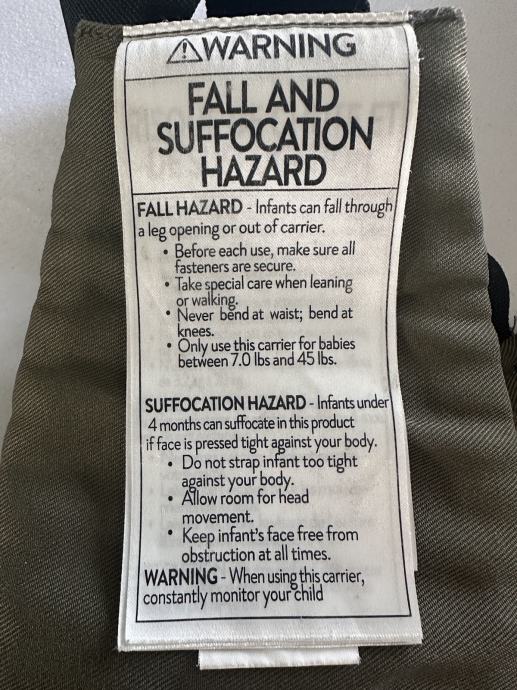 ⚠WARNING
FALL AND
SUFFOCATION
HAZARD
FALL HAZARD - Infants can fall through
a leg opening or out of carrier.
• Before each use, make sure all
fasteners are secure.
• Take special care when leaning
or walking.
• Never bend at waist; bend at
knees.
• Only use this carrier for babies
between 7.0 lbs and 45 lbs.
SUFFOCATION HAZARD - Infants under
4 months can suffocate in this product
if face is pressed tight against your body.
• Do not strap infant too tight
against your body.
• Allow room for head
movement.
• Keep infant's face free from
obstruction at all times.
WARNING - When using this carrier,
constantly monitor your child